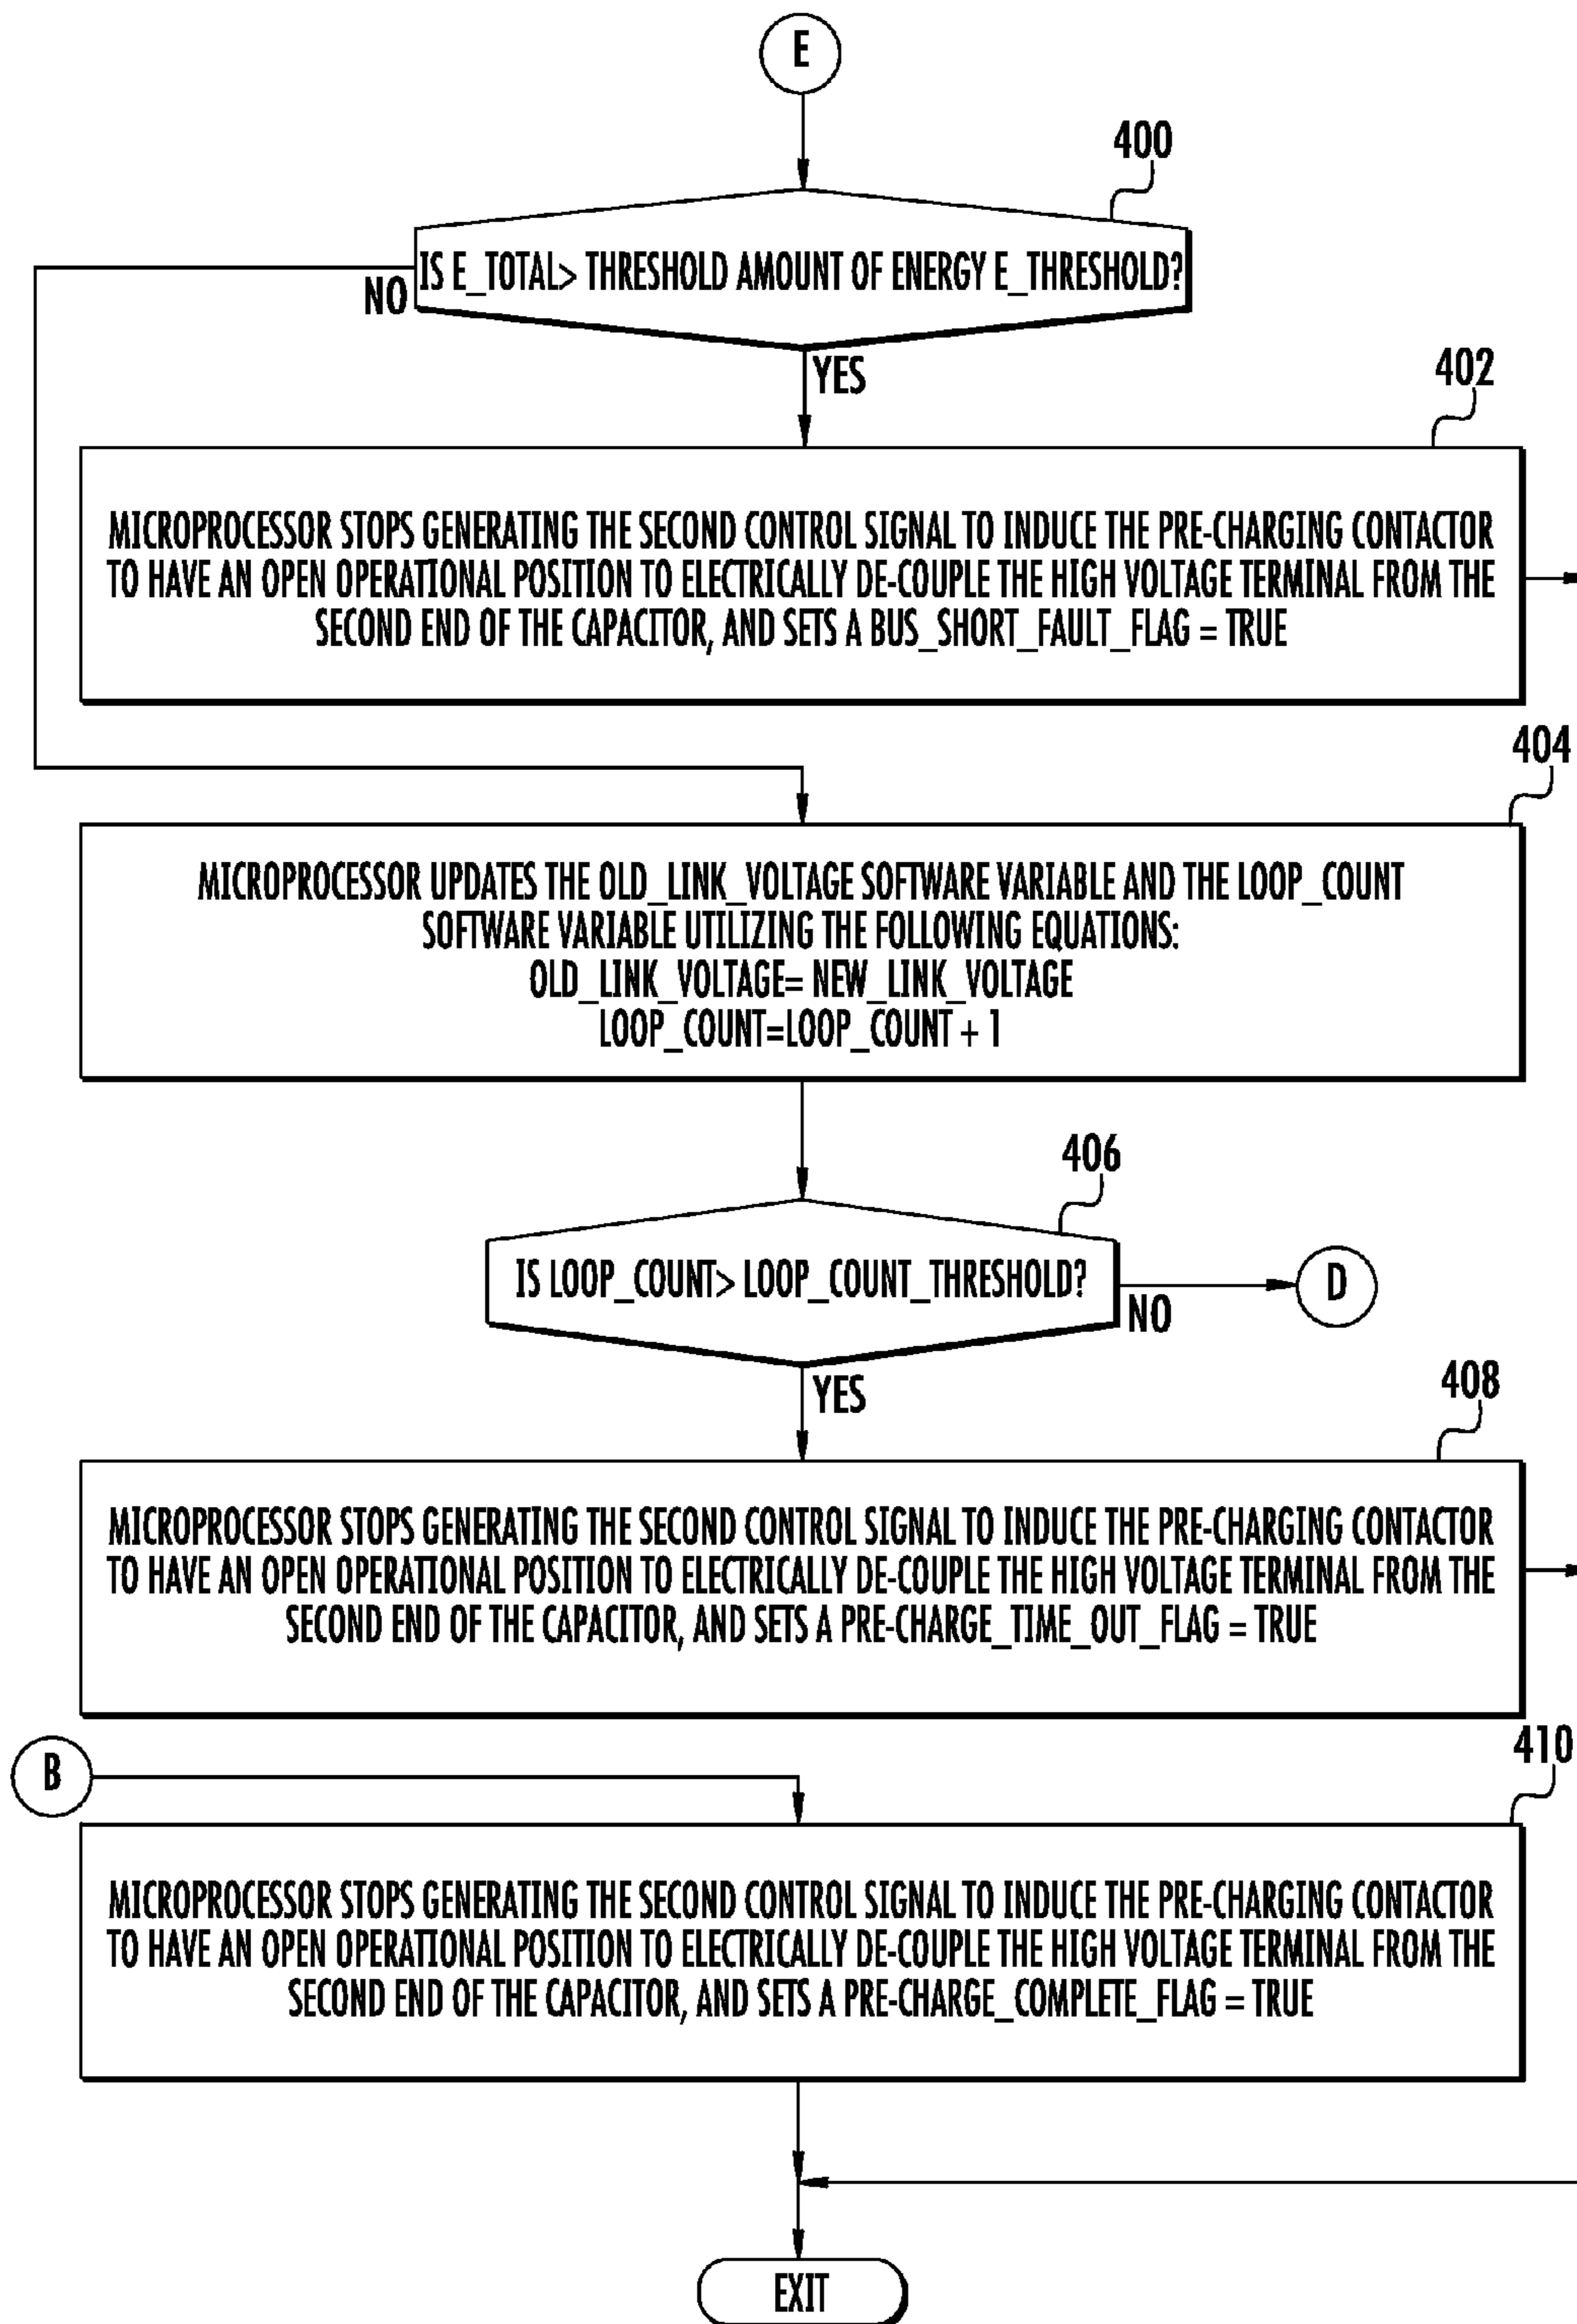 E
400
IS E_TOTAL> THRESHOLD AMOUNT OF ENERGY E_THRESHOLD?
NO
YES
402
MICROPROCESSOR STOPS GENERATING THE SECOND CONTROL SIGNAL TO INDUCE THE PRE-CHARGING CONTACTOR
TO HAVE AN OPEN OPERATIONAL POSITION TO ELECTRICALLY DE-COUPLE THE HIGH VOLTAGE TERMINAL FROM THE
SECOND END OF THE CAPACITOR, AND SETS A BUS_SHORT_FAULT_FLAG = TRUE
404
MICROPROCESSOR UPDATES THE OLD_LINK_VOLTAGE SOFTWARE VARIABLE AND THE LOOP_COUNT
SOFTWARE VARIABLE UTILIZING THE FOLLOWING EQUATIONS:
OLD_LINK_VOLTAGE= NEW_LINK_VOLTAGE
LOOP_COUNT=LOOP_COUNT + 1
406
IS LOOP_COUNT> LOOP_COUNT_THRESHOLD?
NO
D
YES
408
MICROPROCESSOR STOPS GENERATING THE SECOND CONTROL SIGNAL TO INDUCE THE PRE-CHARGING CONTACTOR
TO HAVE AN OPEN OPERATIONAL POSITION TO ELECTRICALLY DE-COUPLE THE HIGH VOLTAGE TERMINAL FROM THE
SECOND END OF THE CAPACITOR, AND SETS A PRE-CHARGE_TIME_OUT_FLAG = TRUE
B
410
MICROPROCESSOR STOPS GENERATING THE SECOND CONTROL SIGNAL TO INDUCE THE PRE-CHARGING CONTACTOR
TO HAVE AN OPEN OPERATIONAL POSITION TO ELECTRICALLY DE-COUPLE THE HIGH VOLTAGE TERMINAL FROM THE
SECOND END OF THE CAPACITOR, AND SETS A PRE-CHARGE_COMPLETE_FLAG = TRUE
EXIT